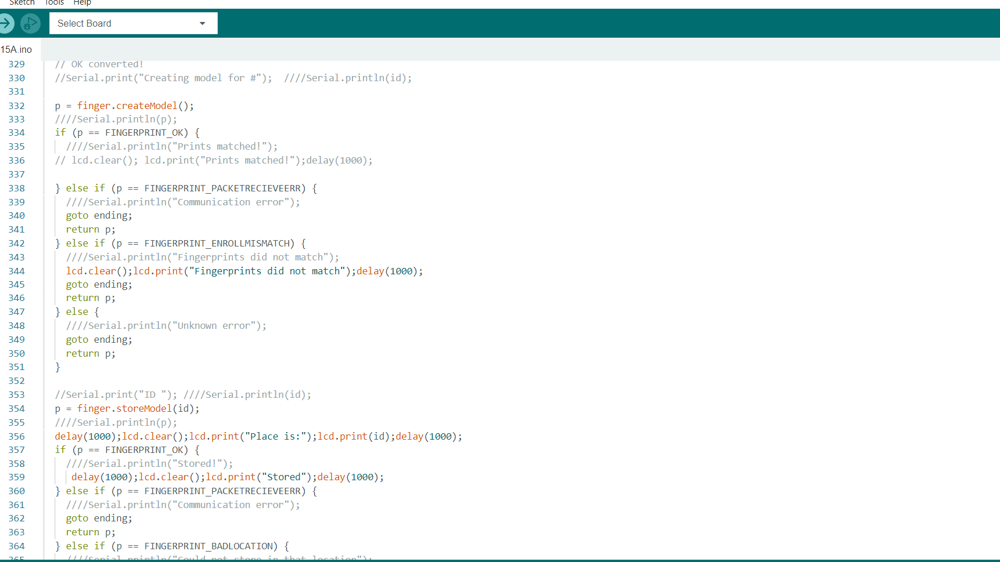 Sketch Tools Help
Select Board
15A.ino
329 // OK converted!
330 //Serial.print("Creating model for #");  ////Serial.println(id);
331
332 p = finger.createModel();
333 ////Serial.println(p);
334 if (p == FINGERPRINT_OK) {
335   ////Serial.println("Prints matched!");
336 // lcd.clear(); lcd.print("Prints matched!");delay(1000);
337
338 } else if (p == FINGERPRINT_PACKETRECIEVEERR) {
339   ////Serial.println("Communication error");
340   goto ending;
341   return p;
342 } else if (p == FINGERPRINT_ENROLLMISMATCH) {
343   ////Serial.println("Fingerprints did not match");
344   lcd.clear();lcd.print("Fingerprints did not match");delay(1000);
345   goto ending;
346   return p;
347 } else {
348   ////Serial.println("Unknown error");
349   goto ending;
350   return p;
351 }
352
353 //Serial.print("ID "); ////Serial.println(id);
354 p = finger.storeModel(id);
355 ////Serial.println(p);
356 delay(1000);lcd.clear();lcd.print("Place is:");lcd.print(id);delay(1000);
357 if (p == FINGERPRINT_OK) {
358   ////Serial.println("Stored!");
359    delay(1000);lcd.clear();lcd.print("Stored");delay(1000);
360 } else if (p == FINGERPRINT_PACKETRECIEVEERR) {
361   ////Serial.println("Communication error");
362   goto ending;
363   return p;
364 } else if (p == FINGERPRINT_BADLOCATION) {
365   ////Serial.println("Could not store in that location");